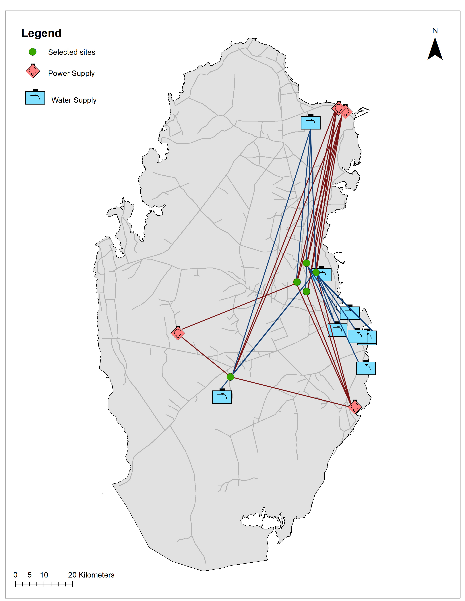 Legend
N
Selected sites
Power Supply
Water Supply
0 5 10 20 Kilometers